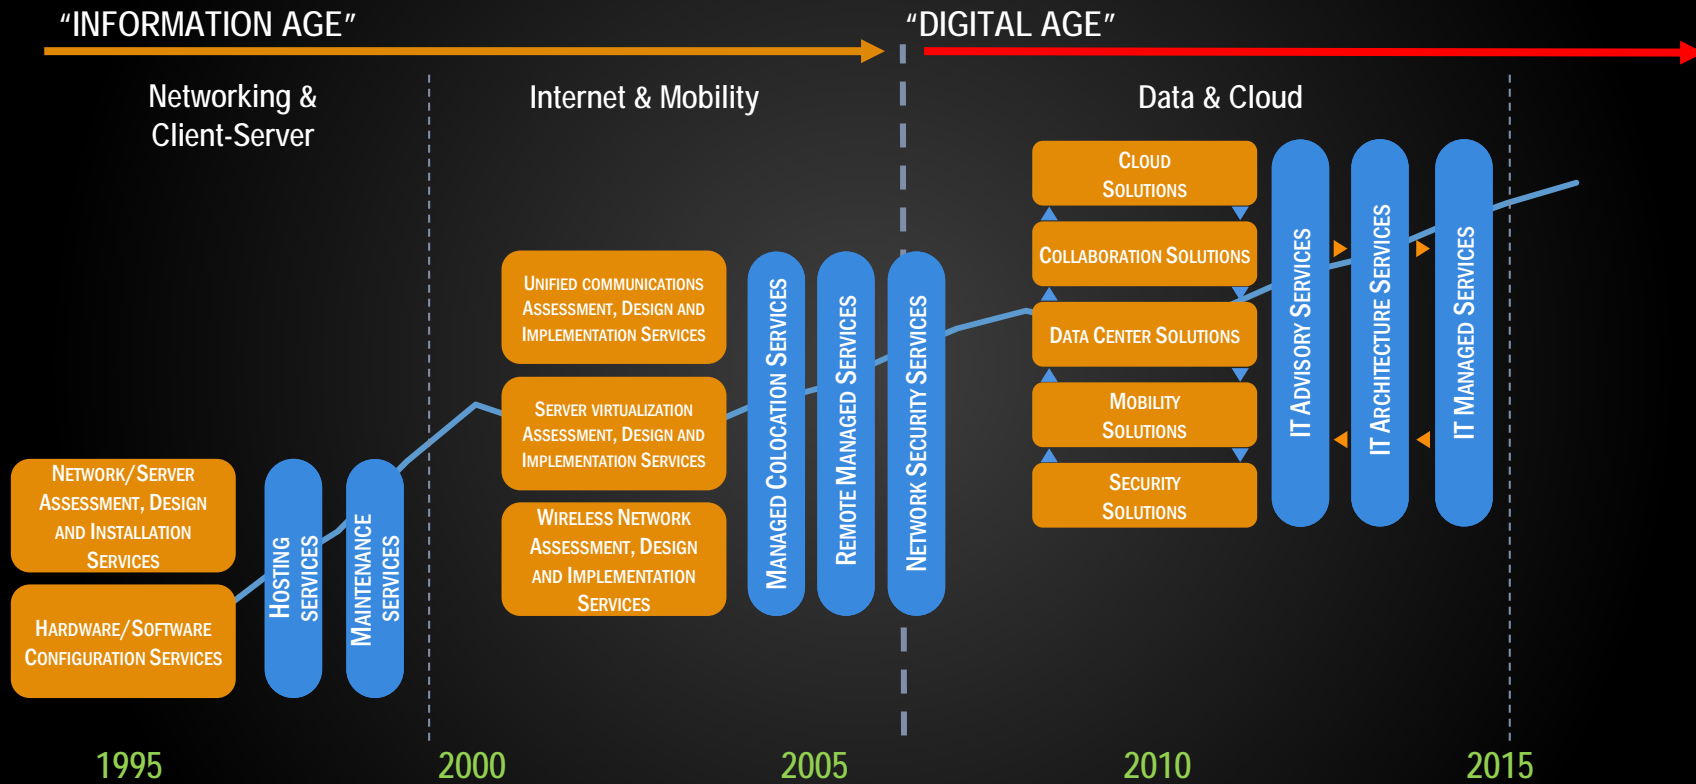 “INFORMATION AGE”
“DIGITAL AGE”
Networking &
Client-Server
Internet & Mobility
Data & Cloud
NETWORK/SERVER
ASSESSMENT, DESIGN
AND INSTALLATION
SERVICES
HARDWARE/SOFTWARE
CONFIGURATION SERVICES
HOSTING
SERVICES
MAINTENANCE
SERVICES
UNIFIED COMMUNICATIONS
ASSESSMENT, DESIGN AND
IMPLEMENTATION SERVICES
SERVER VIRTUALIZATION
ASSESSMENT, DESIGN AND
IMPLEMENTATION SERVICES
WIRELESS NETWORK
ASSESSMENT, DESIGN
AND IMPLEMENTATION
SERVICES
MANAGED COLOCATION SERVICES
REMOTE MANAGED SERVICES
NETWORK SECURITY SERVICES
CLOUD
SOLUTIONS
COLLABORATION SOLUTIONS
DATA CENTER SOLUTIONS
MOBILITY
SOLUTIONS
SECURITY
SOLUTIONS
IT ADVISORY SERVICES
IT ARCHITECTURE SERVICES
IT MANAGED SERVICES
1995
2000
2005
2010
2015